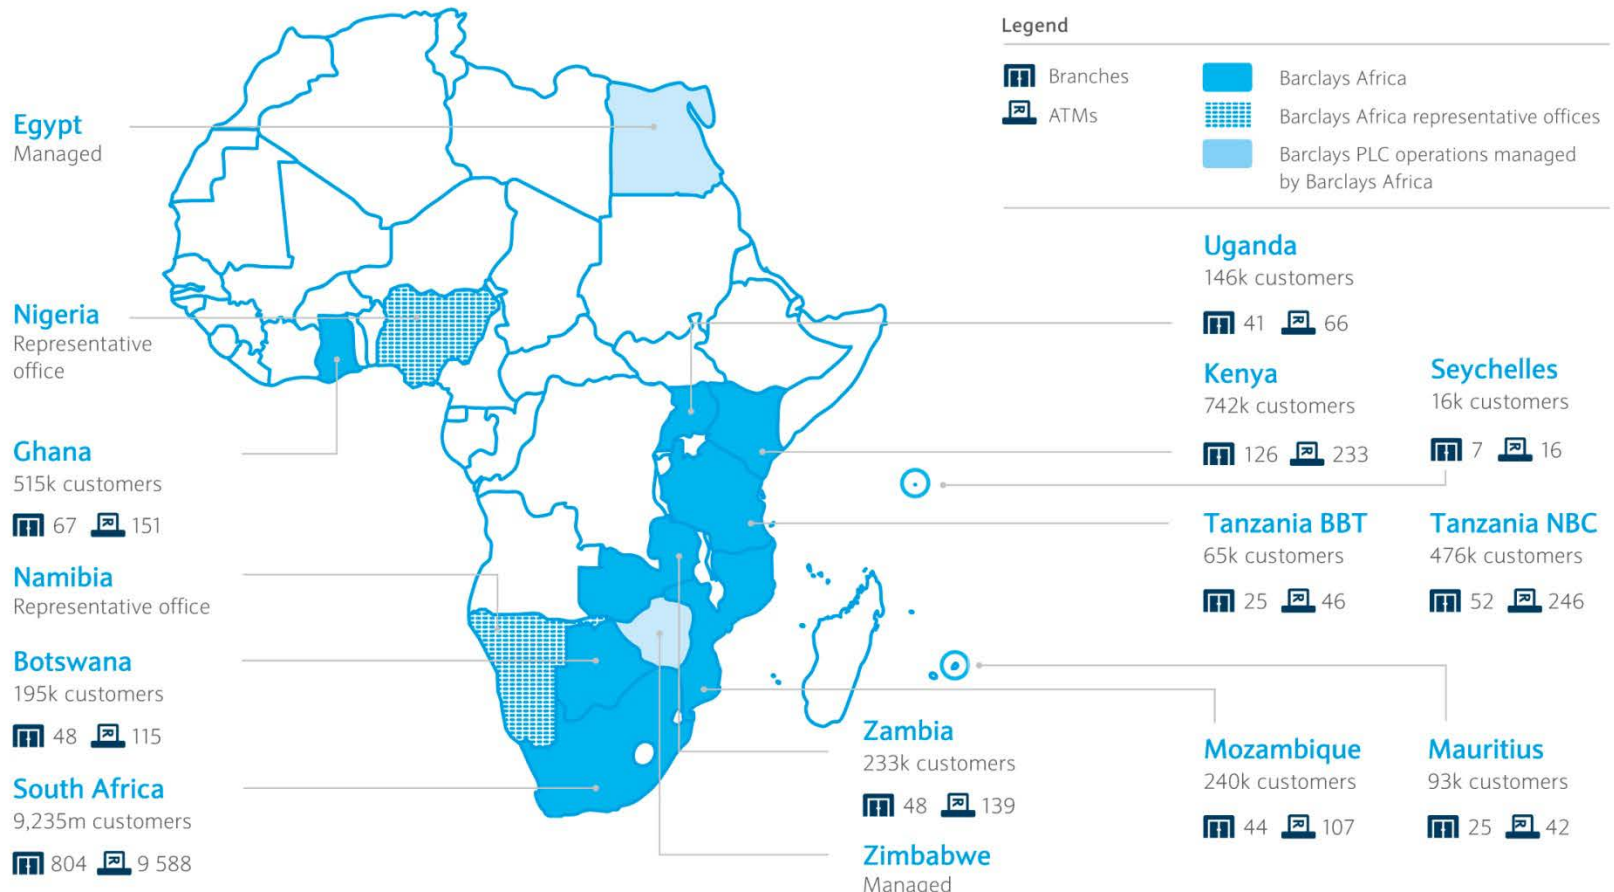 Legend
Branches
ATMs
Barclays Africa
Barclays Africa representative offices
Barclays PLC operations managed
by Barclays Africa
Egypt
Managed
Nigeria
Representative
office
Ghana
515k customers
67 151
Namibia
Representative office
Botswana
195k customers
48 115
South Africa
9,235m customers
804 9 588
Uganda
146k customers
41 66
Kenya
742k customers
126 233
Seychelles
16k customers
7 16
Tanzania BBT
65k customers
25 46
Tanzania NBC
476k customers
52 246
Zambia
233k customers
48 139
Zimbabwe
Managed
Mozambique
240k customers
44 107
Mauritius
93k customers
25 42